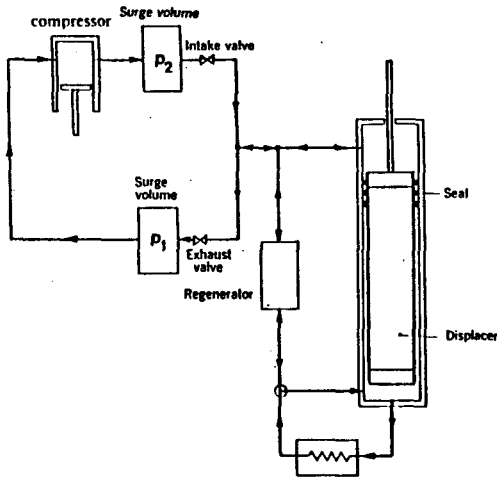 Surge volume
compressor
P2
Intake valve
Surge
volume
P1
Exhaust
valve
Regenerator
Seal
Displacer